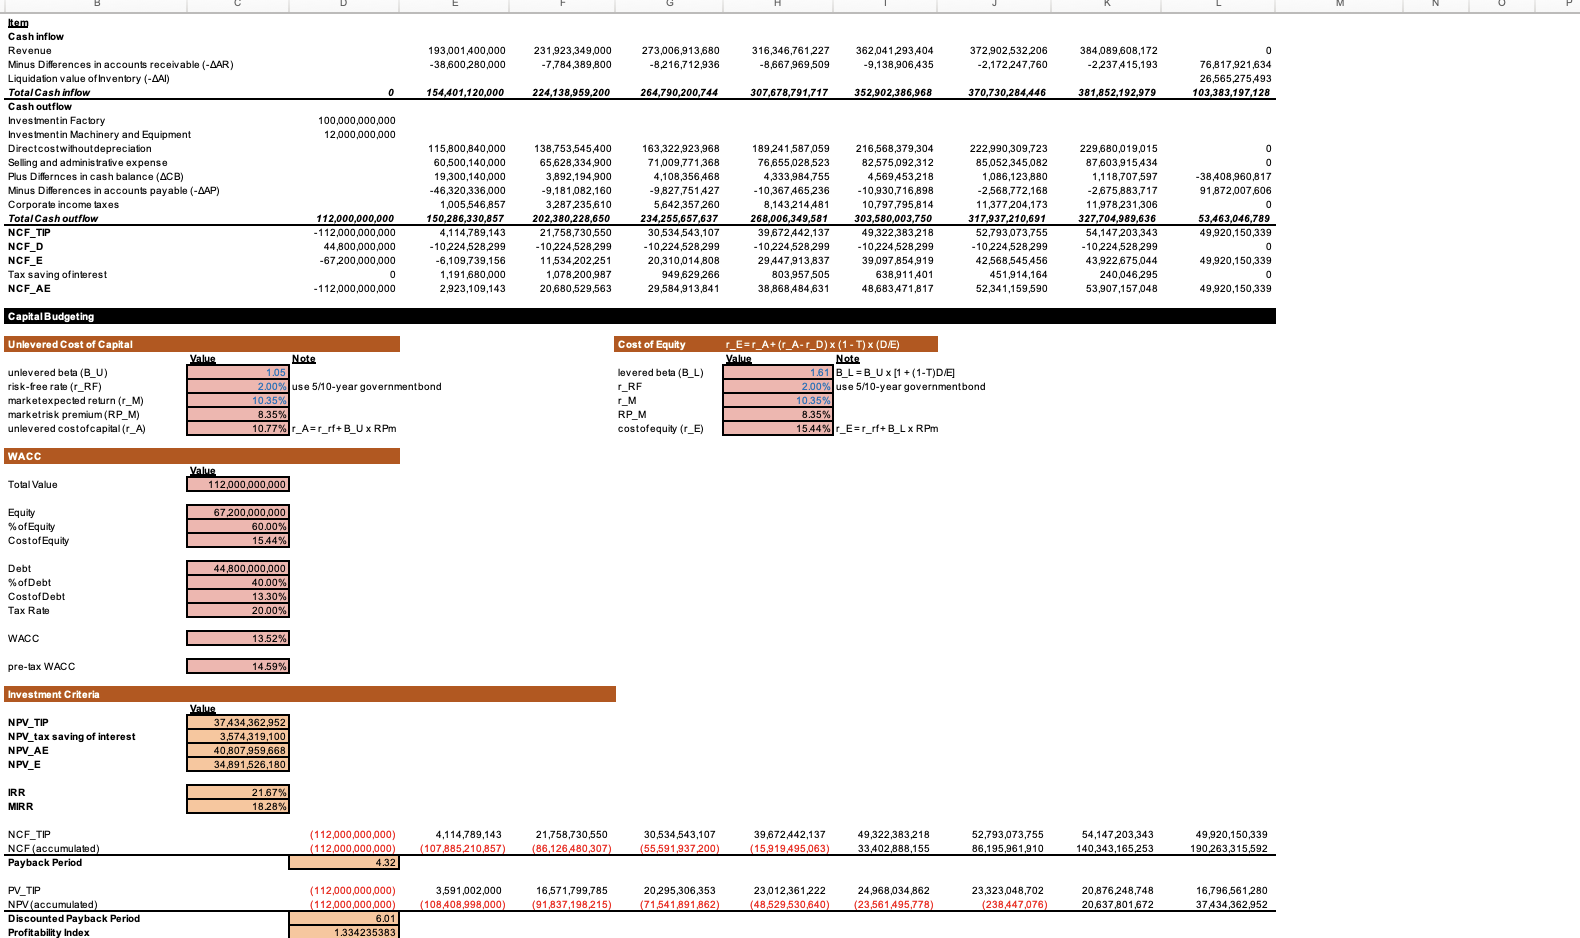 B C D E F G H I J K L M N O P
Item
Cash inflow
Revenue 193,001,400,000 231,923,349,000 273,006,913,680 316,346,761,227 362,041,293,404 372,902,532,206 384,089,608,172 0
Minus Differences in accounts receivable (-ΔAR) -38,600,280,000 -7,784,389,800 -8,216,712,936 -8,667,969,509 -9,138,906,435 -2,172,247,760 -2,237,415,193 76,817,921,634
Liquidation value of Inventory (-ΔAI) 26,565,275,493
Total Cash inflow 0 154,401,120,000 224,138,959,200 264,790,200,744 307,678,791,717 352,902,386,968 370,730,284,446 381,852,192,979 103,383,197,128
Cash outflow
Investment in Factory 100,000,000,000
Investment in Machinery and Equipment 12,000,000,000
Direct cost without depreciation 115,800,840,000 138,753,545,400 163,322,923,968 189,241,587,059 216,568,379,304 222,990,309,723 229,680,019,015 0
Selling and administrative expense 60,500,140,000 65,628,334,900 71,009,771,368 76,655,028,523 82,575,092,312 85,052,345,082 87,603,915,434 0
Plus Differnces in cash balance (ΔCB) 19,300,140,000 3,892,194,900 4,108,356,468 4,333,984,755 4,569,453,218 1,086,123,880 1,118,707,597 -38,408,960,817
Minus Differences in accounts payable (-ΔAP) -46,320,336,000 -9,181,082,160 -9,827,751,427 -10,367,465,236 -10,930,716,898 -2,568,772,168 -2,675,883,717 91,872,007,606
Corporate income taxes 1,005,546,857 3,287,235,610 5,642,357,260 8,143,214,481 10,797,795,814 11,377,204,173 11,978,231,306 0
Total Cash outflow 112,000,000,000 150,286,330,857 202,380,228,650 234,255,657,637 268,006,349,581 303,580,003,750 317,937,210,691 327,704,989,636 53,463,046,789
NCF_TIP -112,000,000,000 4,114,789,143 21,758,730,550 30,534,543,107 39,672,442,137 49,322,383,218 52,793,073,755 54,147,203,343 49,920,150,339
NCF_D 44,800,000,000 -10,224,528,299 -10,224,528,299 -10,224,528,299 -10,224,528,299 -10,224,528,299 -10,224,528,299 -10,224,528,299 0
NCF_E -67,200,000,000 -6,109,739,156 11,534,202,251 20,310,014,808 29,447,913,837 39,097,854,919 42,568,545,456 43,922,675,044 49,920,150,339
Tax saving of interest 0 1,191,680,000 1,078,200,987 949,629,266 803,957,505 638,911,401 451,914,164 240,046,295 0
NCF_AE -112,000,000,000 2,923,109,143 20,680,529,563 29,584,913,841 38,868,484,631 48,683,471,817 52,341,159,590 53,907,157,048 49,920,150,339
Capital Budgeting
Unlevered Cost of Capital Cost of Equity r_E = r_A + (r_A - r_D) x (1 - T) x (D/E)
Value Note Value Note
unlevered beta (B_U) 1.05 levered beta (B_L) 1.61 B_L = B_U x [1 + (1-T)D/E]
risk-free rate (r_RF) 2.00% use 5/10-year government bond r_RF 2.00% use 5/10-year government bond
market expected return (r_M) 10.35% r_M 10.35%
market risk premium (RP_M) 8.35% RP_M 8.35%
unlevered cost of capital (r_A) 10.77% r_A = r_rf + B_U x RPm cost of equity (r_E) 15.44% r_E = r_rf + B_L x RPm
WACC
Value
Total Value 112,000,000,000
Equity 67,200,000,000
% of Equity 60.00%
Cost of Equity 15.44%
Debt 44,800,000,000
% of Debt 40.00%
Cost of Debt 13.30%
Tax Rate 20.00%
WACC 13.52%
pre-tax WACC 14.59%
Investment Criteria
Value
NPV_TIP 37,434,362,952
NPV_tax saving of interest 3,574,319,100
NPV_AE 40,807,959,668
NPV_E 34,891,526,180
IRR 21.67%
MIRR 18.28%
NCF_TIP (112,000,000,000) 4,114,789,143 21,758,730,550 30,534,543,107 39,672,442,137 49,322,383,218 52,793,073,755 54,147,203,343 49,920,150,339
NCF (accumulated) (112,000,000,000) (107,885,210,857) (86,126,480,307) (55,591,937,200) (15,919,495,063) 33,402,888,155 86,195,961,910 140,343,165,253 190,263,315,592
Payback Period 4.32
PV_TIP (112,000,000,000) 3,591,002,000 16,571,799,785 20,295,306,353 23,012,361,222 24,968,034,862 23,323,048,702 20,876,248,748 16,796,561,280
NPV (accumulated) (112,000,000,000) (108,408,998,000) (91,837,198,215) (71,541,891,862) (48,529,530,640) (23,561,495,778) (238,447,076) 20,637,801,672 37,434,362,952
Discounted Payback Period 6.01
Profitability Index 1.334235383